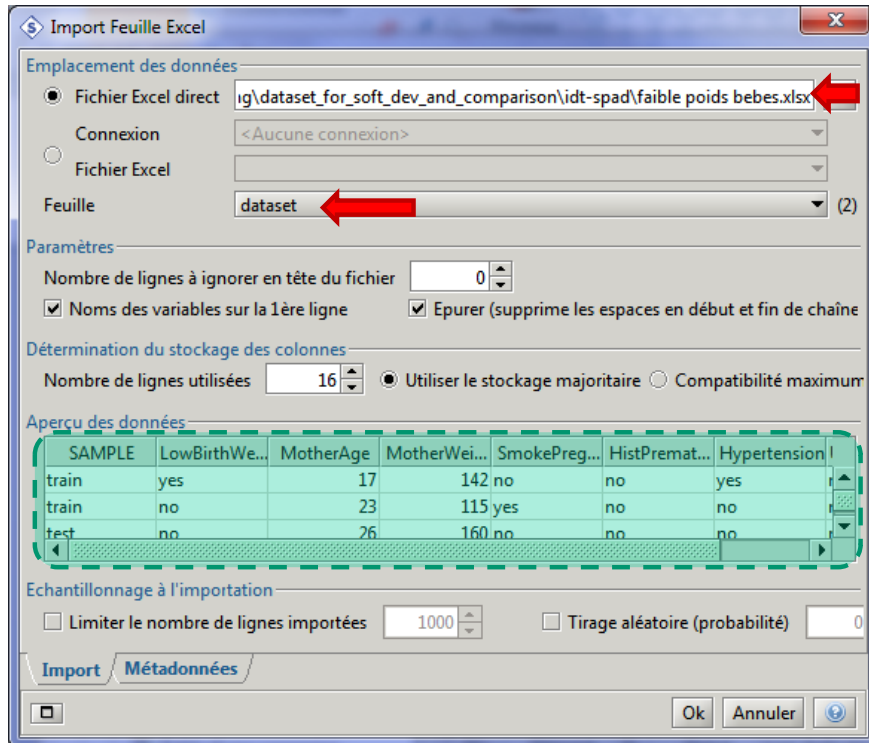 Import Feuille Excel
Emplacement des données
Fichier Excel direct ıg\dataset_for_soft_dev_and_comparison\idt-spad\faible poids bebes.xlsx
Connexion <Aucune connexion>
Fichier Excel
Feuille dataset (2)
Paramètres
Nombre de lignes à ignorer en tête du fichier 0
Noms des variables sur la 1ère ligne Epurer (supprime les espaces en début et fin de chaîne
Détermination du stockage des colonnes
Nombre de lignes utilisées 16 Utiliser le stockage majoritaire Compatibilité maximum
Aperçu des données
SAMPLE LowBirthWe... MotherAge MotherWei... SmokePreg... HistPremat... Hypertension
train yes 17 142 no no yes
train no 23 115 yes no no
test no 26 160 no no no
Echantillonnage à l'importation
Limiter le nombre de lignes importées 1000 Tirage aléatoire (probabilité) 0
Import Métadonnées
Ok Annuler